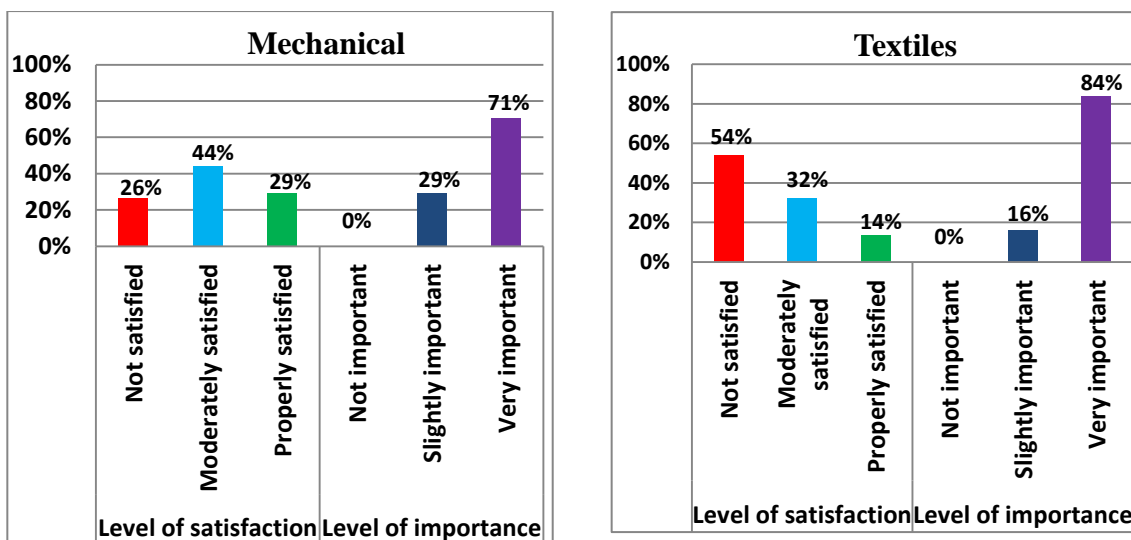 Mechanical
100%
80%
60%
40%
20%
0%
26%
44%
29%
0%
29%
71%
Not satisfied
Moderately satisfied
Properly satisfied
Not important
Slightly important
Very important
Level of satisfaction
Level of importance
Textiles
100%
80%
60%
40%
20%
0%
54%
32%
14%
0%
16%
84%
Not satisfied
Moderately
satisfied
Properly satisfied
Not important
Slightly important
Very important
Level of satisfaction
Level of importance